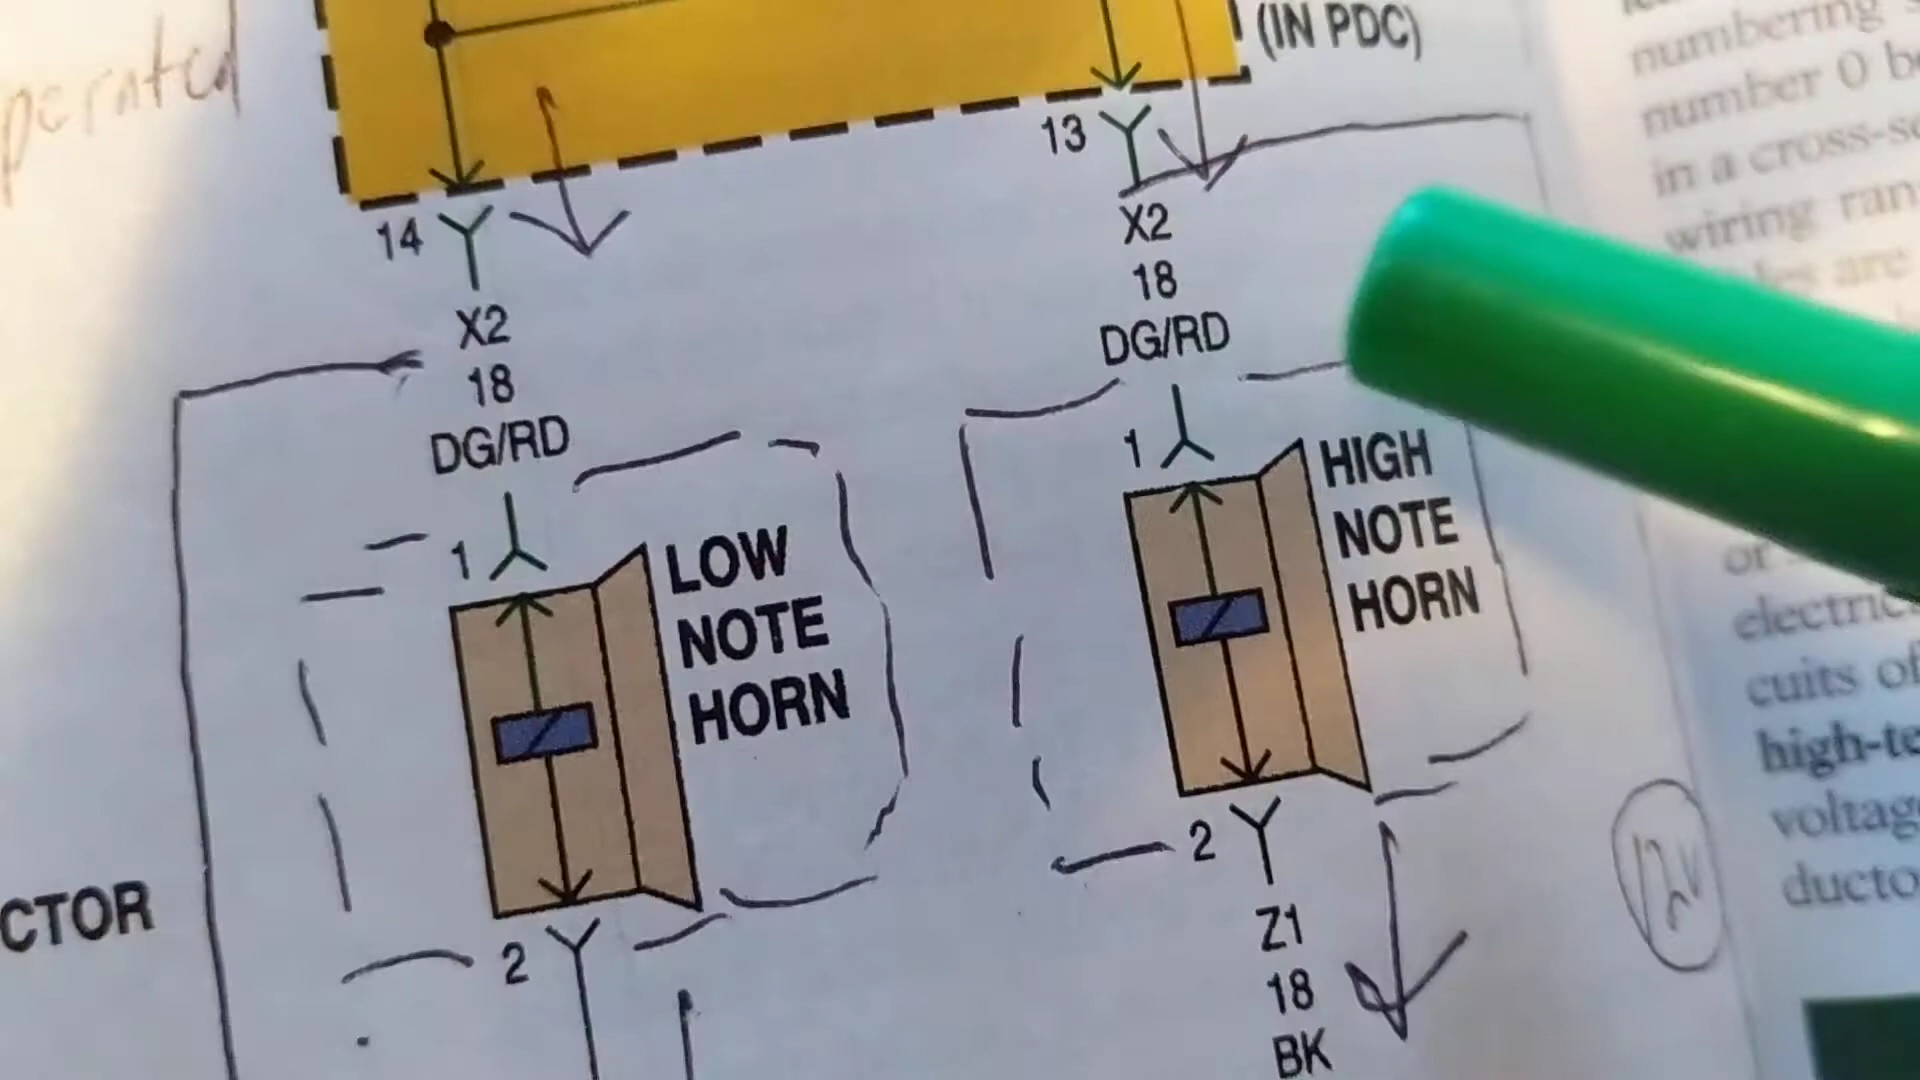 perated
(IN PDC)
14
X2
18
DG/RD
1
LOW
NOTE
HORN
2
13
X2
18
DG/RD
1
HIGH
NOTE
HORN
2
Z1
18
BK
CTOR
12V
numbering
number 0 b
in a cross-s
wiring ran
are
or
electric
cuits of
high-te
voltag
ducto